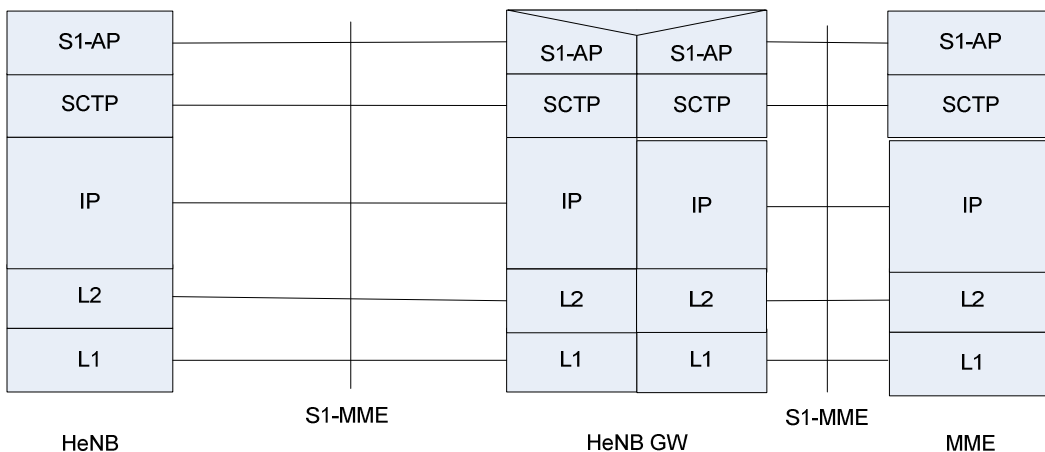 S1-AP
S1-AP S1-AP
S1-AP
SCTP
SCTP SCTP
SCTP
IP
IP IP
IP
L2
L2 L2
L2
L1
L1 L1
L1
S1-MME
S1-MME
HeNB
HeNB GW
MME